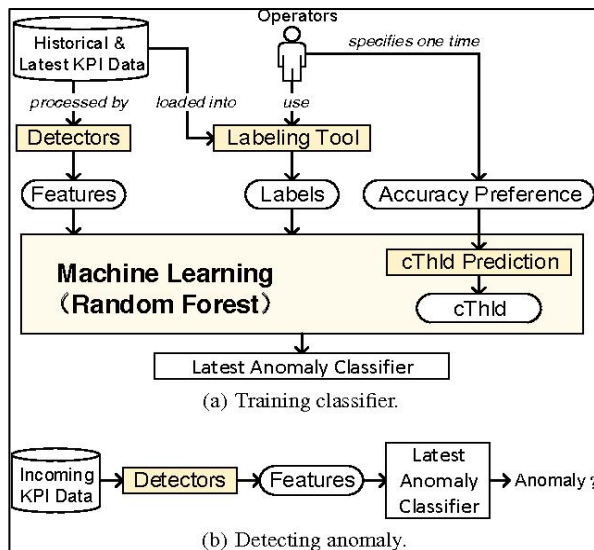 Operators
Historical &
Latest KPI Data
specifies one time
processed by
loaded into
use
Detectors
Labeling Tool
Features
Labels
Accuracy Preference
Machine Learning
(Random Forest)
cThld Prediction
cThld
Latest Anomaly Classifier
(a) Training classifier.
Incoming
KPI Data
Detectors
Features
Latest
Anomaly
Classifier
Anomaly ?
(b) Detecting anomaly.